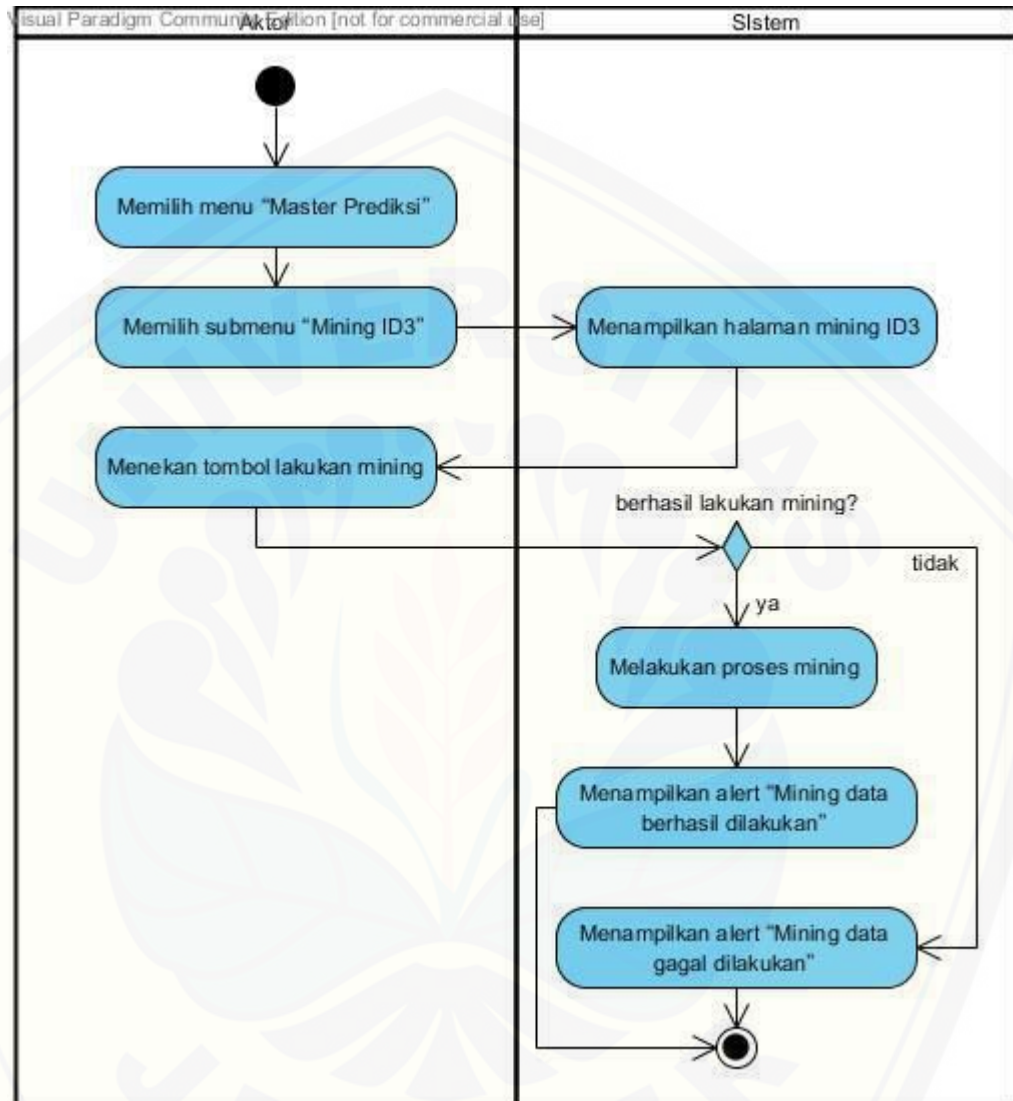 Visual Paradigm Community Edition [not for commercial use]
Aktor
SIstem
Memilih menu “Master Prediksi”
Memilih submenu “Mining ID3”
Menampilkan halaman mining ID3
Menekan tombol lakukan mining
berhasil lakukan mining?
tidak
ya
Melakukan proses mining
Menampilkan alert “Mining data
berhasil dilakukan”
Menampilkan alert “Mining data
gagal dilakukan”
UNIVERSITAS